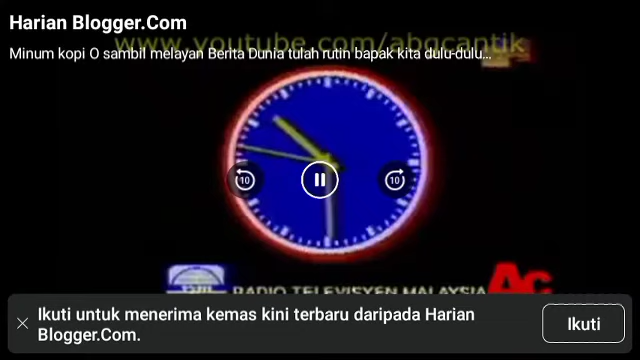 Harian Blogger.Com
www.youtube.com/abgcantik
Minum kopi O sambil melayan Berita Dunia tulah rutin bapak kita dulu-dulu...
10
10
RADIO TELEVISYEN MALAYSIA
Ikuti untuk menerima kemas kini terbaru daripada Harian
Blogger.Com.
Ikuti